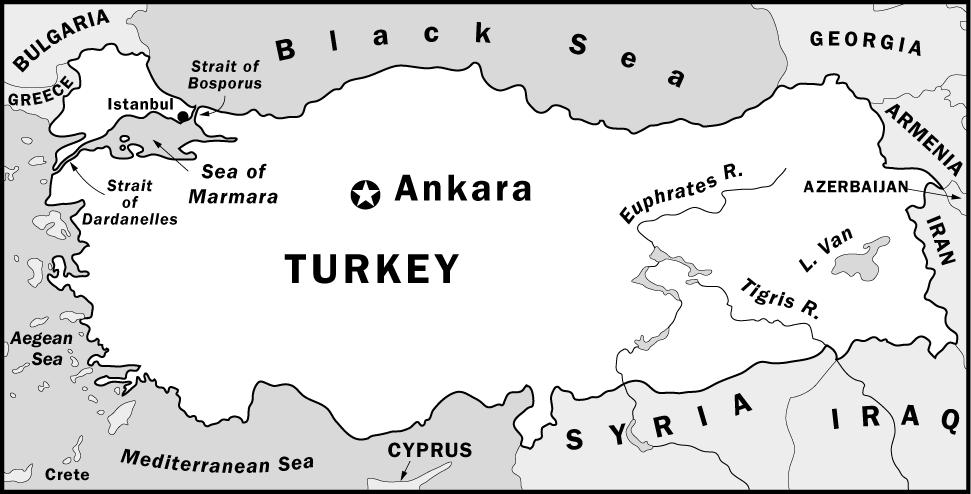 BULGARIA
Black Sea
GEORGIA
GREECE
Strait of
Bosporus
Istanbul
ARMENIA
Sea of
Marmara
Strait
of
Dardanelles
Ankara
Euphrates R.
AZERBAIJAN
IRAN
L. Van
TURKEY
Tigris R.
Aegean
Sea
SYRIA
IRAQ
CYPRUS
Mediterranean Sea
Crete